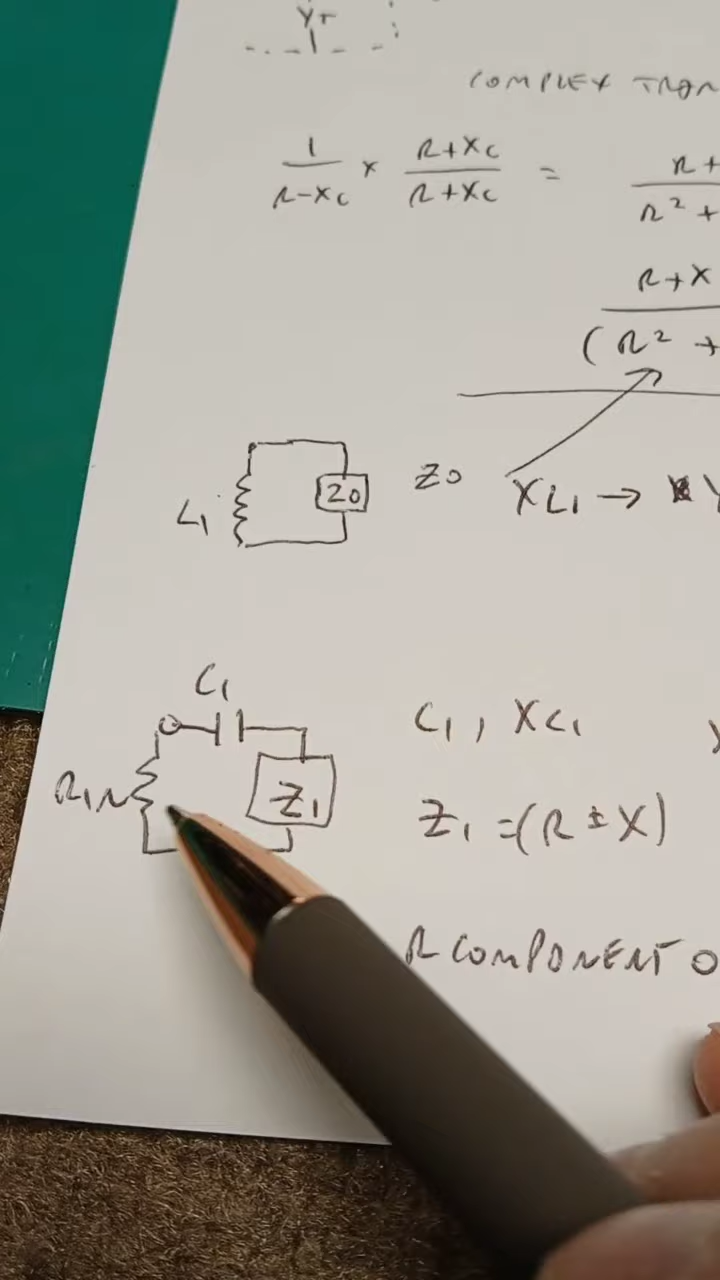 YT
COMPLEX TRAN
1/R-XC x R+XC/R+XC = R+/R²+
R+X/(R²+
L1 Z0 Z0 XL1 → Y
C1
RIN Z1 C1, XC1
Z1 =(R±X)
R COMPONENT O